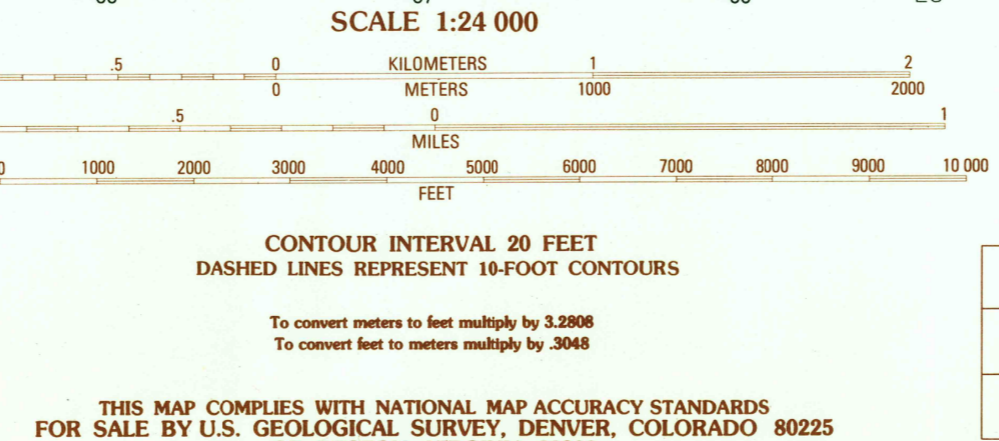 SCALE 1:24 000
.5 0 KILOMETERS 1 2
0 METERS 1000 2000
.5 0 1
MILES
1000 2000 3000 4000 5000 6000 7000 8000 9000 10 000
FEET
CONTOUR INTERVAL 20 FEET
DASHED LINES REPRESENT 10-FOOT CONTOURS
To convert meters to feet multiply by 3.2808
To convert feet to meters multiply by .3048
THIS MAP COMPLIES WITH NATIONAL MAP ACCURACY STANDARDS
FOR SALE BY U.S. GEOLOGICAL SURVEY, DENVER, COLORADO 80225